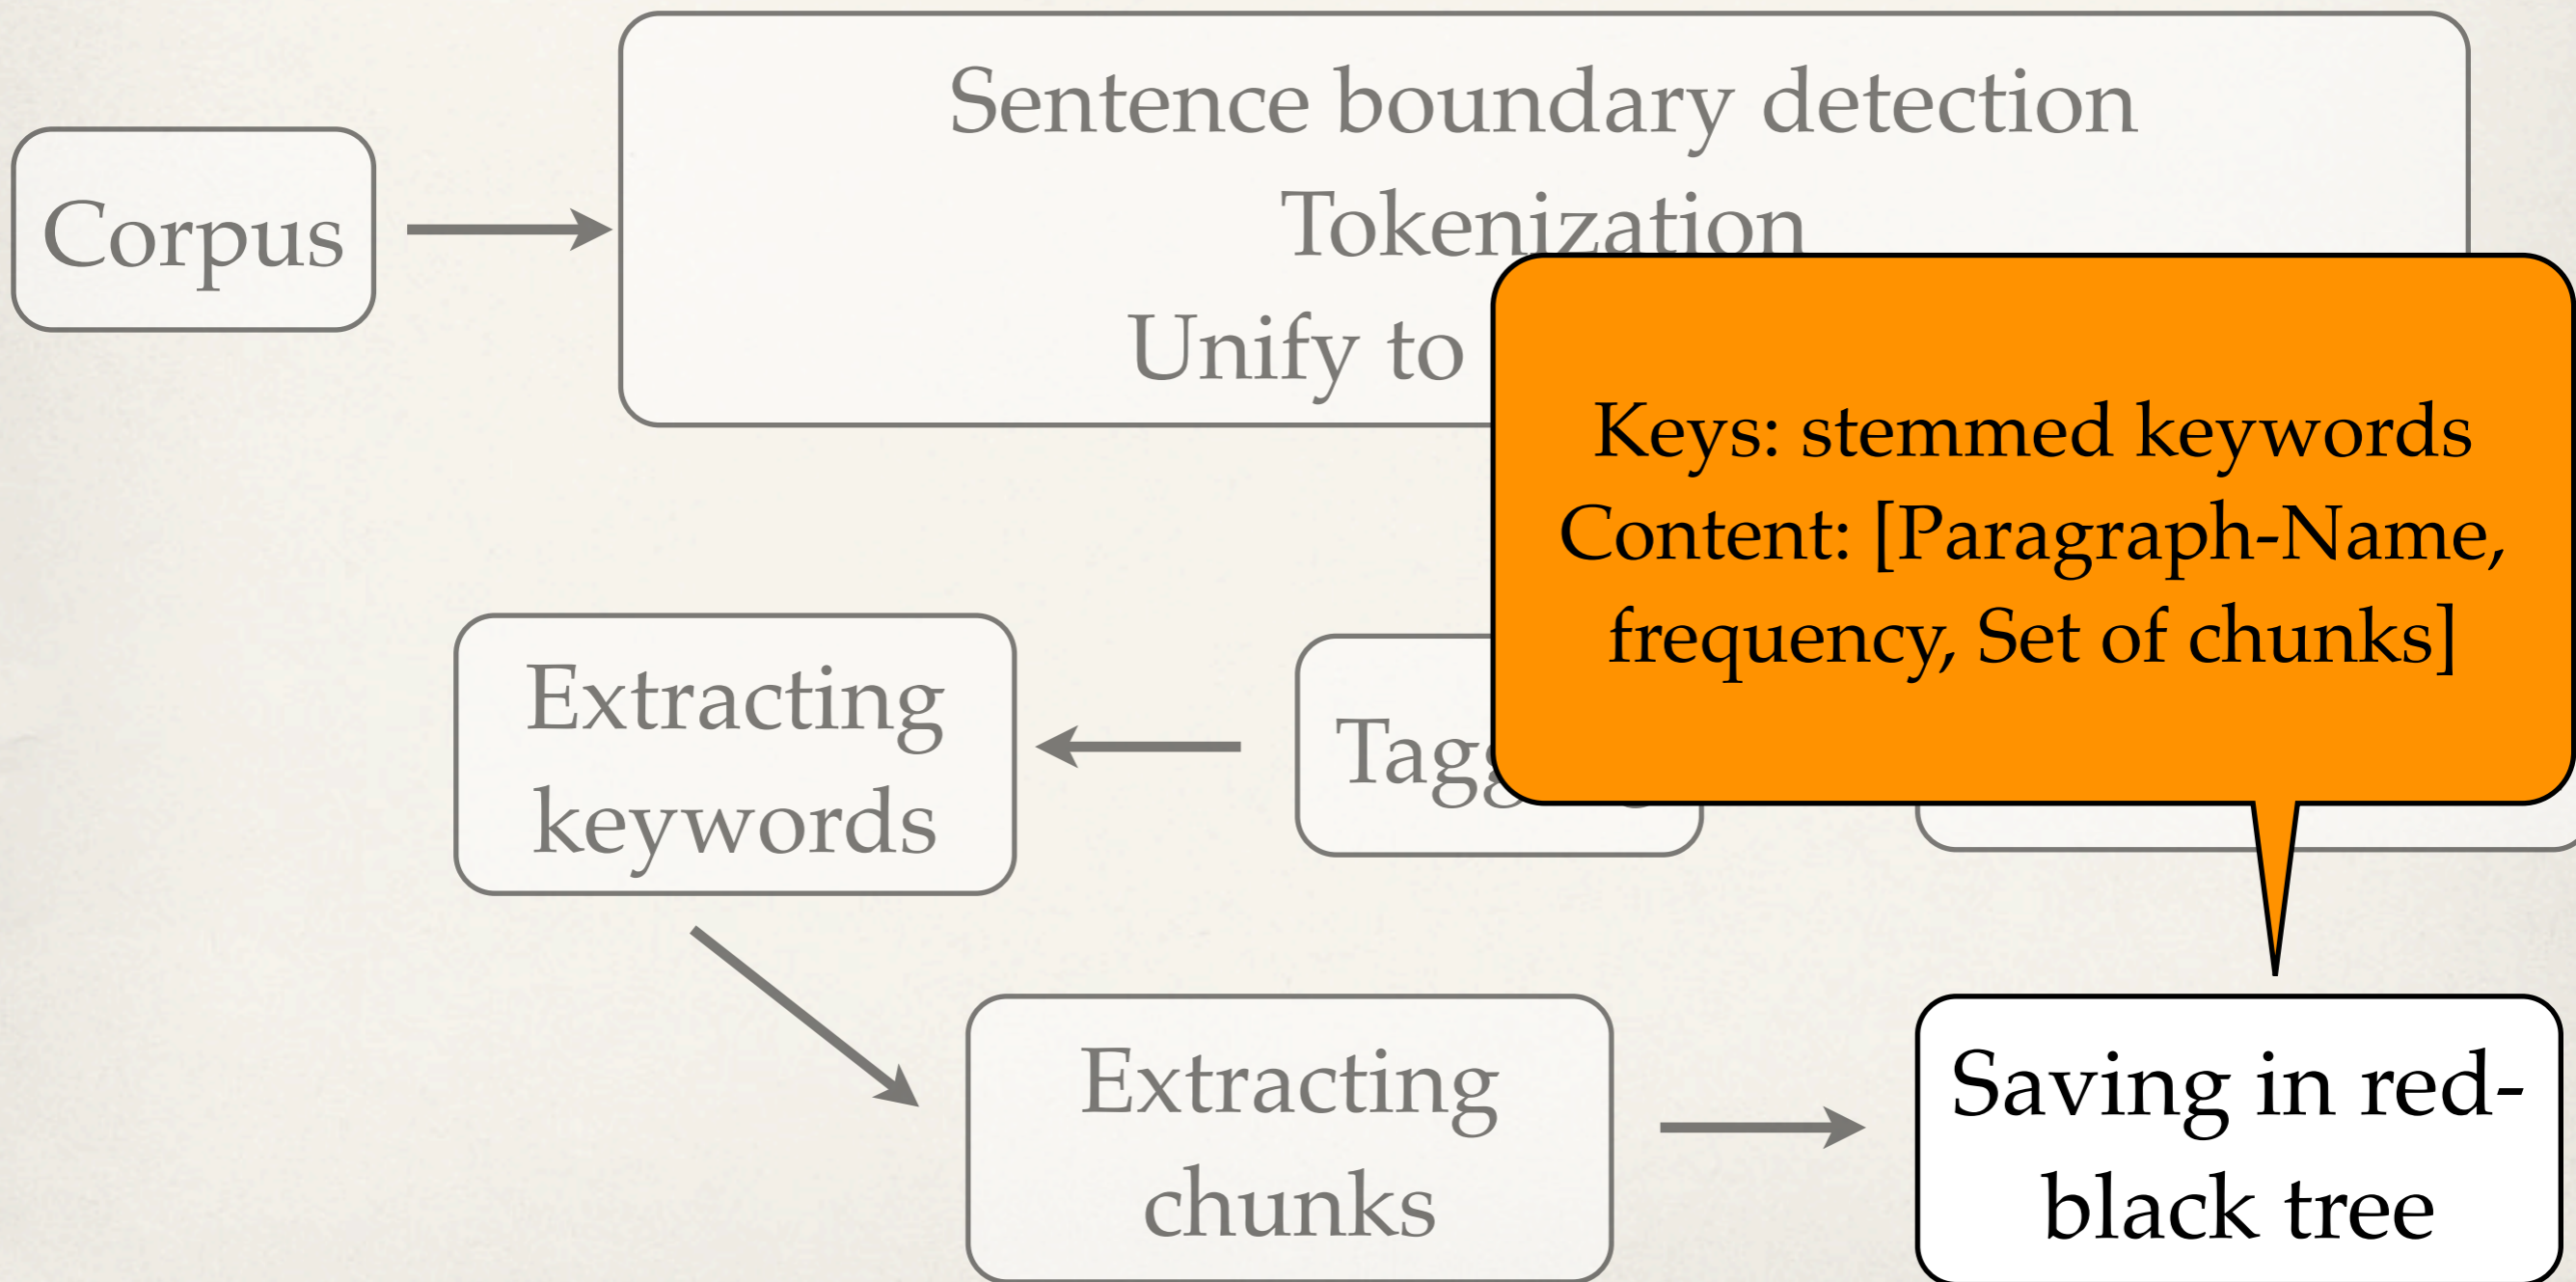 Sentence boundary detection
Corpus
Tokenization
Unify to
Keys: stemmed keywords
Content: [Paragraph-Name,
frequency, Set of chunks]
Extracting
keywords
Extracting
chunks
Saving in red-
black tree